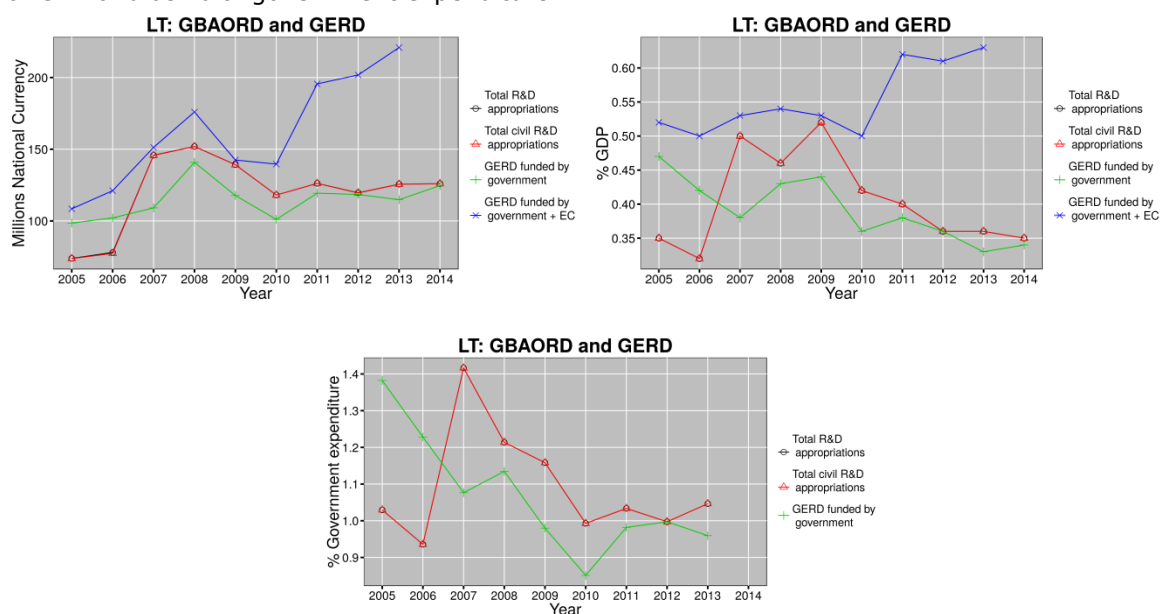 LT: GBAORD and GERD
Millions National Currency
200
150
100
2005 2006 2007 2008 2009 2010 2011 2012 2013 2014
Year
Total R&D
appropriations
Total civil R&D
appropriations
GERD funded by
government
GERD funded by
government + EC
LT: GBAORD and GERD
% GDP
0.60
0.55
0.50
0.45
0.40
0.35
2005 2006 2007 2008 2009 2010 2011 2012 2013 2014
Year
Total R&D
appropriations
Total civil R&D
appropriations
GERD funded by
government
GERD funded by
government + EC
LT: GBAORD and GERD
% Government expenditure
1.4
1.3
1.2
1.1
1.0
0.9
2005 2006 2007 2008 2009 2010 2011 2012 2013 2014
Year
Total R&D
appropriations
Total civil R&D
appropriations
GERD funded by
government